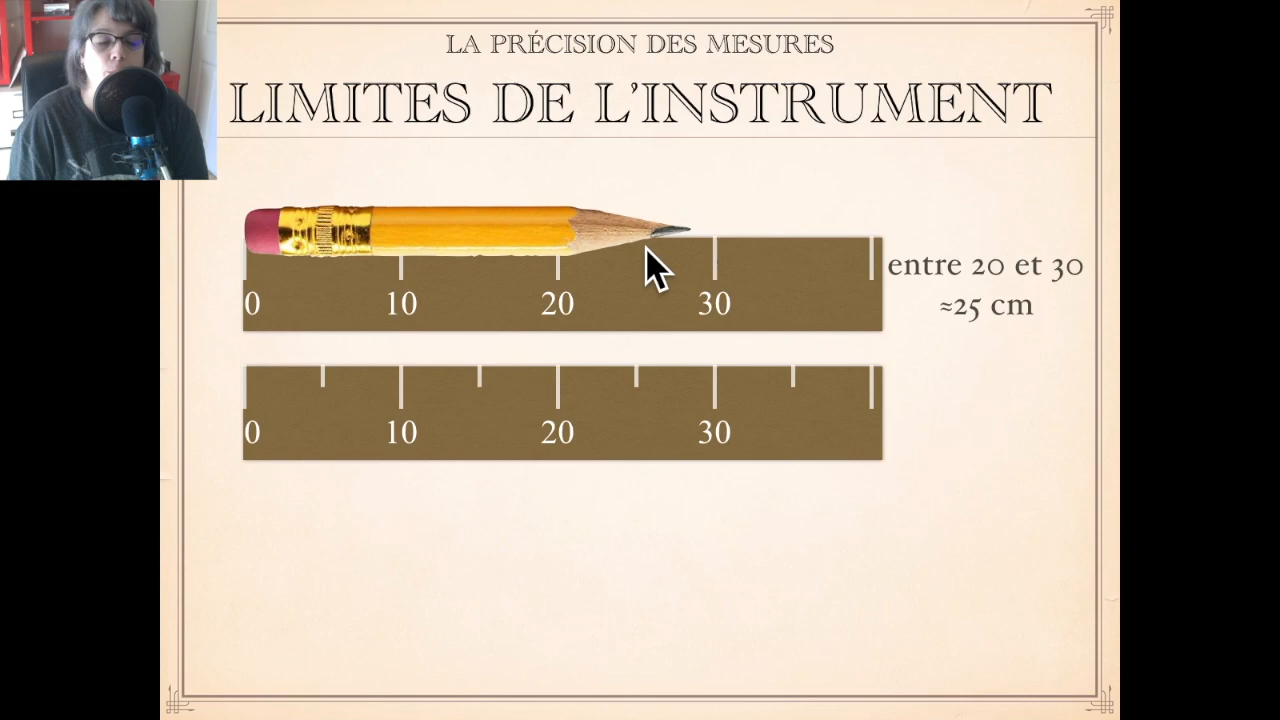 LA PRÉCISION DES MESURES
LIMITES DE L'INSTRUMENT
0 10 20 30
entre 20 et 30
≈25 cm
0 10 20 30